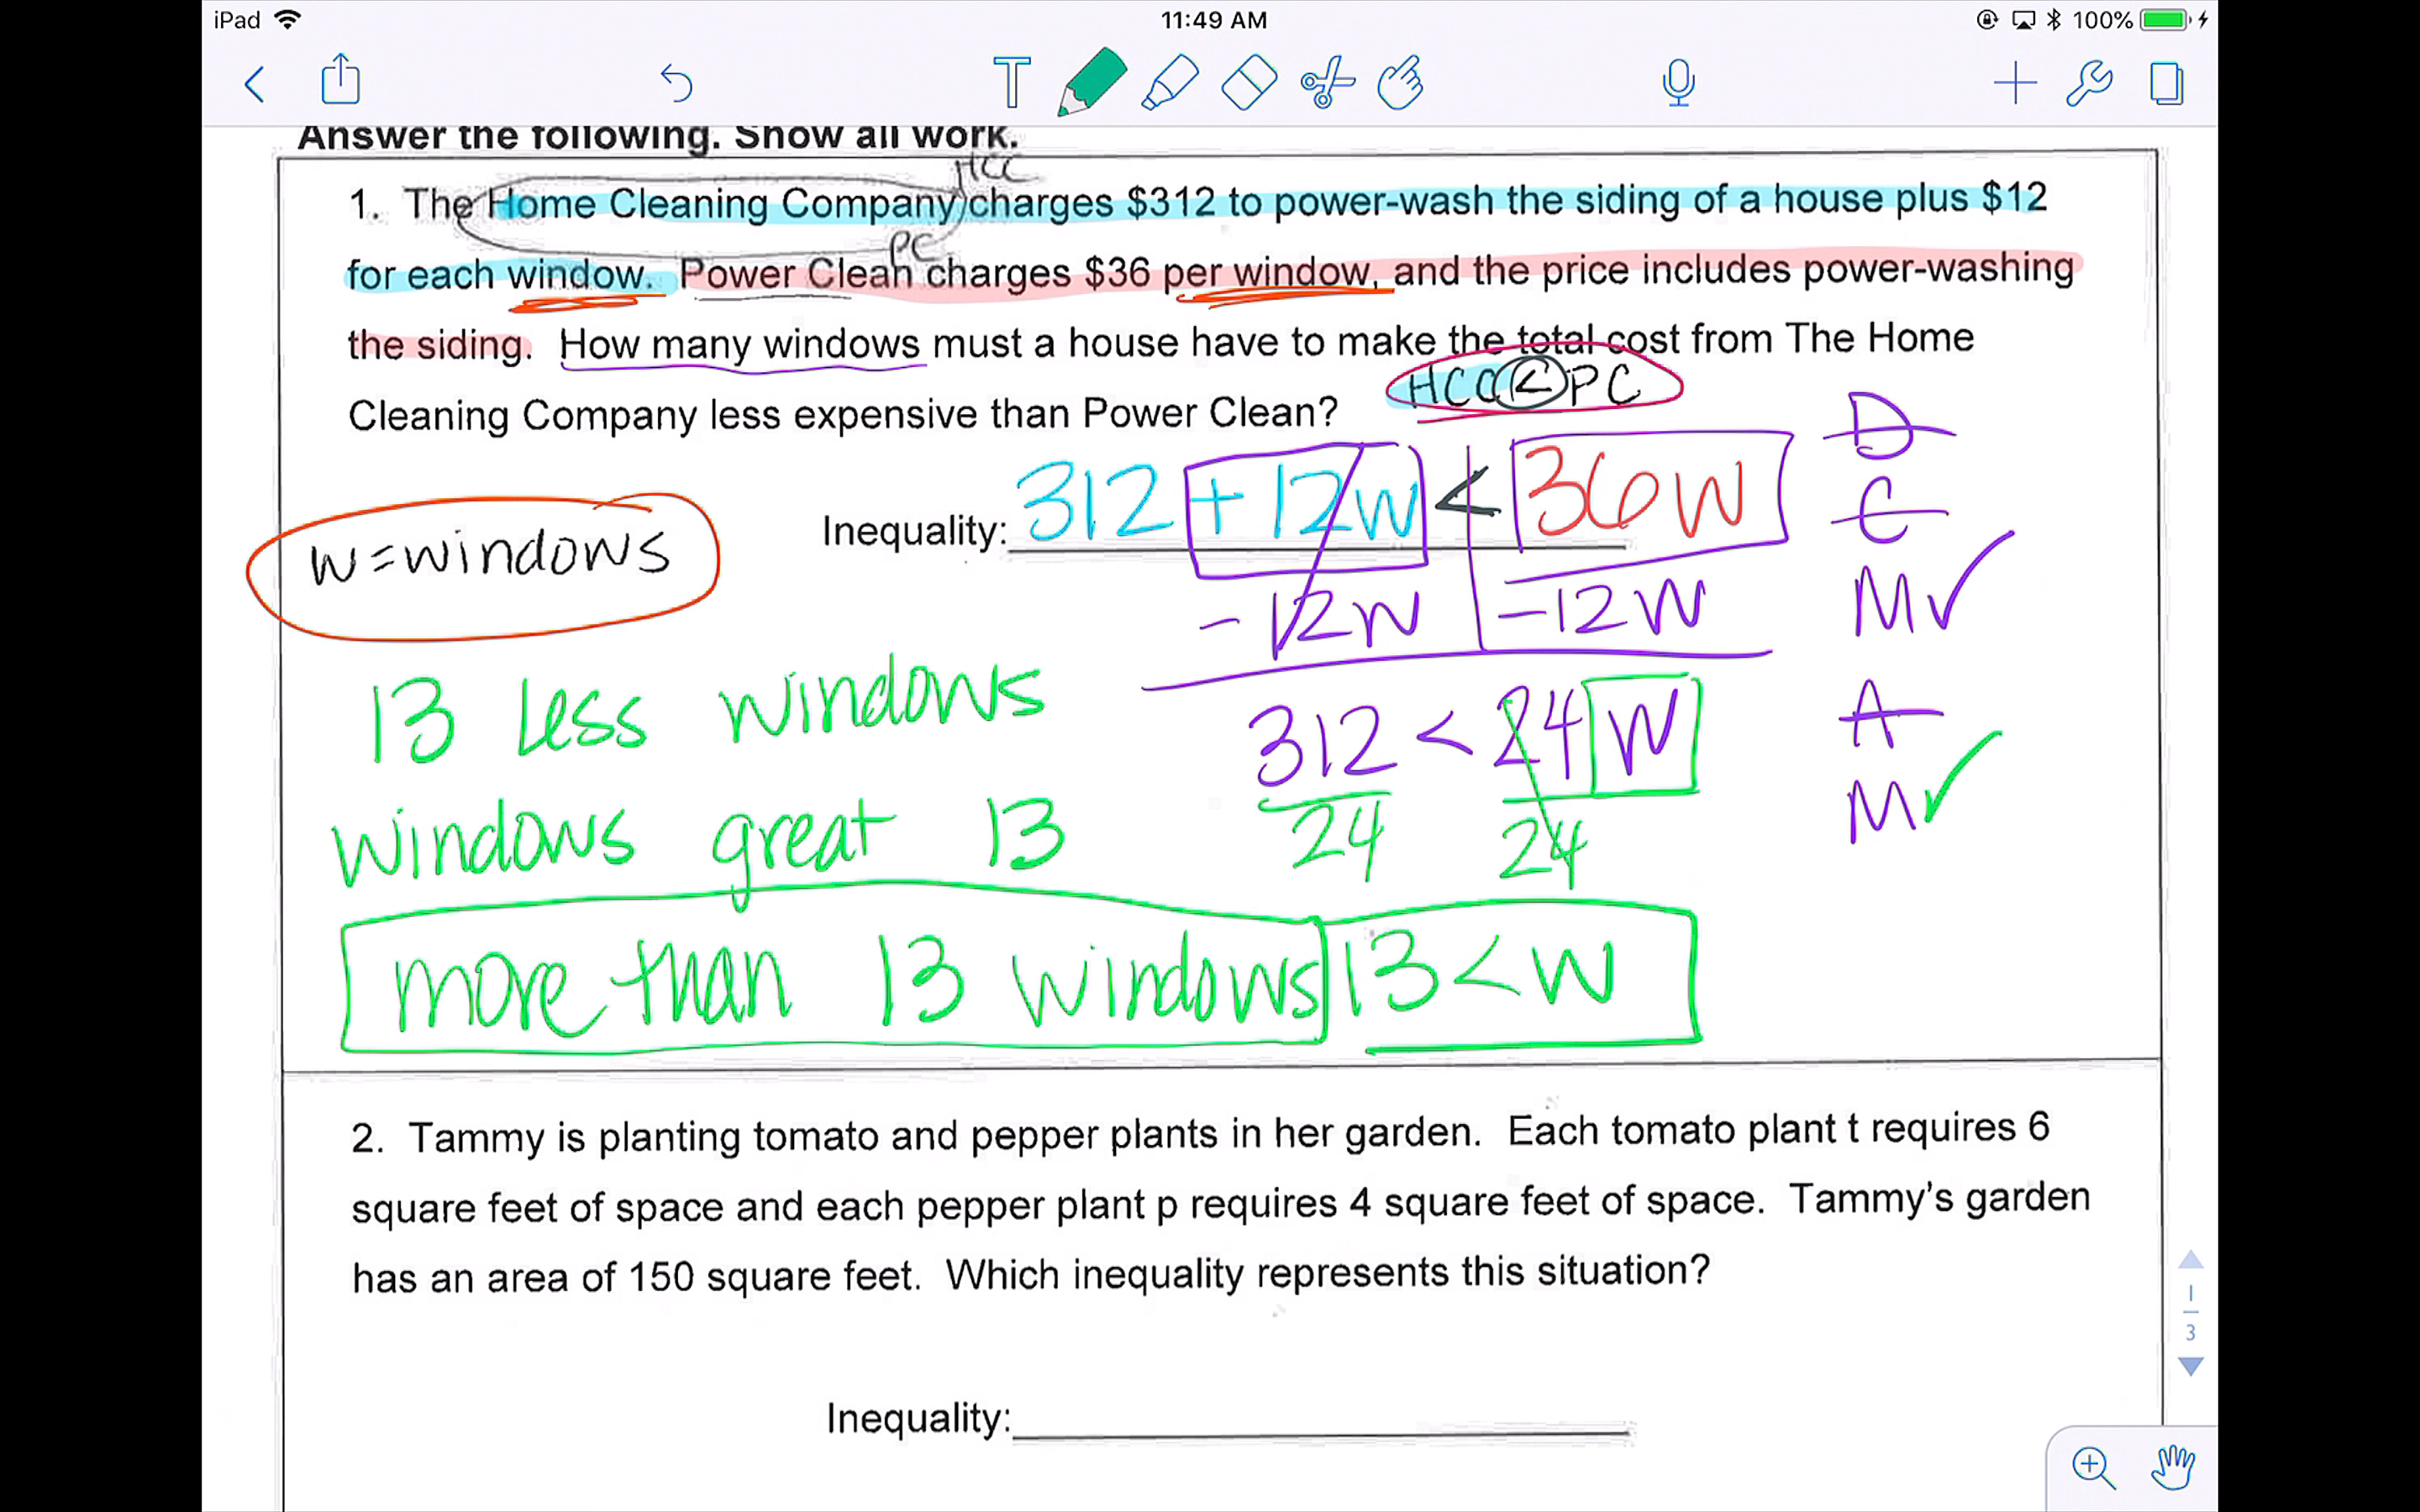 iPad 11:49 AM 100%
T
Answer the following. Show all work.
HCC
1. The Home Cleaning Company charges $312 to power-wash the siding of a house plus $12
PC
for each window. Power Clean charges $36 per window, and the price includes power-washing
the siding. How many windows must a house have to make the total cost from The Home
HCC < PC
Cleaning Company less expensive than Power Clean?
D
Inequality: 312 + 12w < 36w
C
w = windows
- 12w - 12w
M
13 less windows
312 < 24 w
A
24 24
M
windows great 13
more than 13 windows 13 < w
2. Tammy is planting tomato and pepper plants in her garden. Each tomato plant t requires 6
square feet of space and each pepper plant p requires 4 square feet of space. Tammy's garden
has an area of 150 square feet. Which inequality represents this situation?
1
3
Inequality: